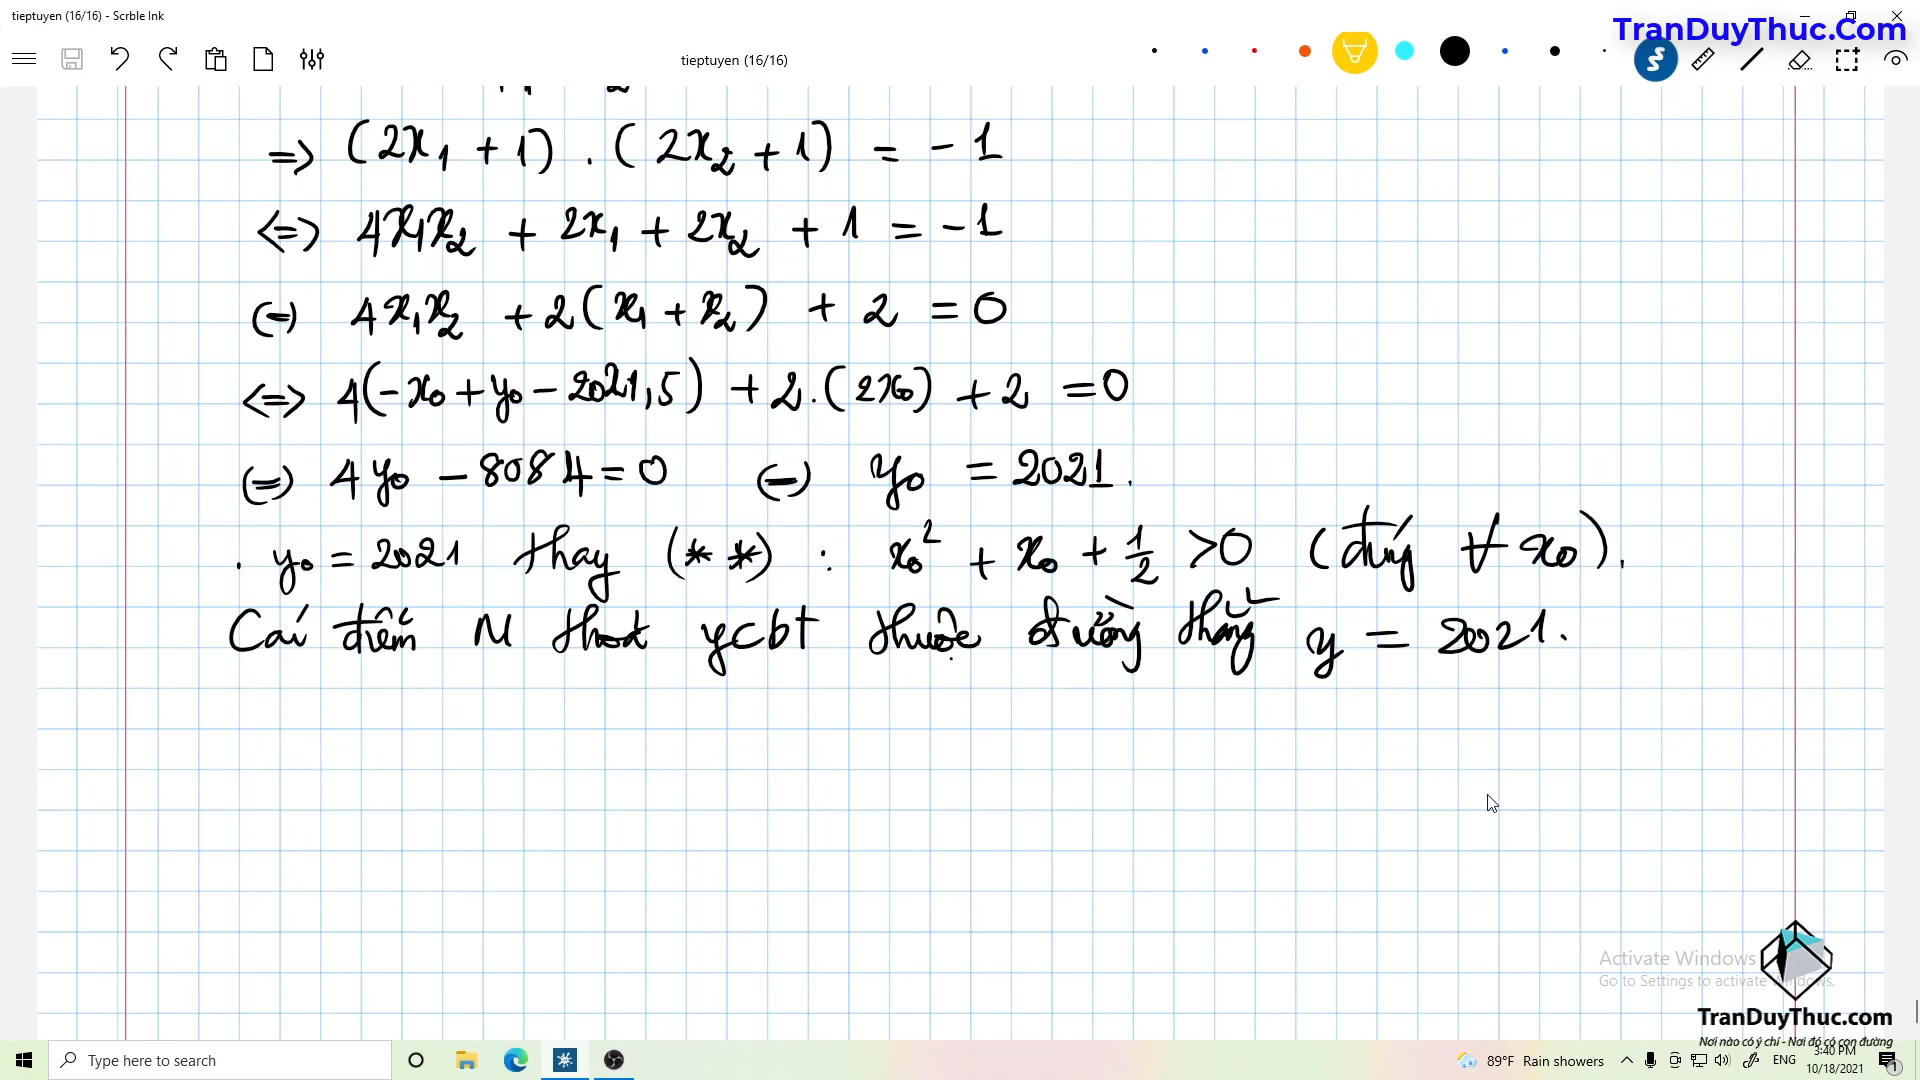 tieptuyen (16/16) - Scrble Ink
TranDuyThuc.Com
tieptuyen (16/16)
=> (2x₁ + 1) . (2x₂ + 1) = -1
<=> 4x₁x₂ + 2x₁ + 2x₂ + 1 = -1
<=> 4x₁x₂ + 2(x₁ + x₂) + 2 = 0
<=> 4(-x₀ + y₀ - 2021,5) + 2.(2x₀) + 2 = 0
<=> 4y₀ - 8084 = 0 <=> y₀ = 2021.
. y₀ = 2021 thay (**) : x₀² + x₀ + 1/2 > 0 (đúng ∀ x₀).
Các điểm M thoả ycbt thuộc đường thẳng y = 2021.
Activate Windows
Go to Settings to activate Windows.
TranDuyThuc.com
Nơi nào có ý chí - Nơi đó có con đường
Type here to search
89°F Rain showers
ENG
3:40 PM
10/18/2021
1